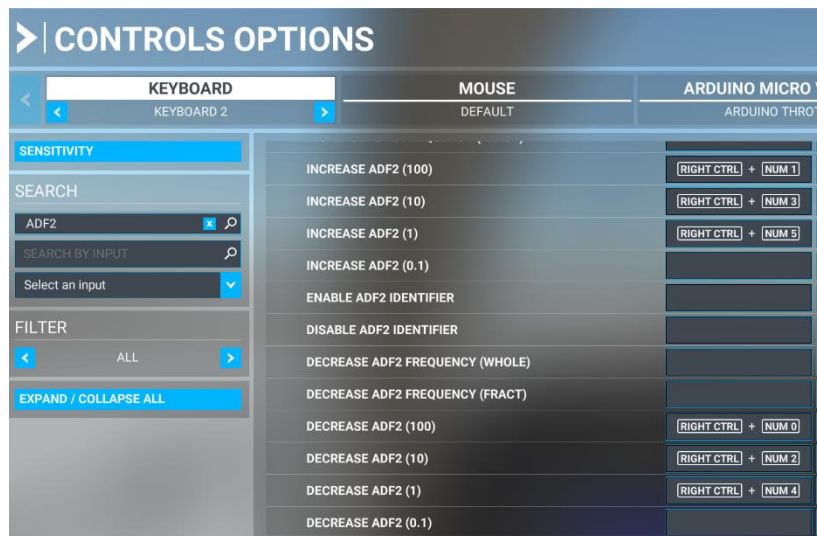 CONTROLS OPTIONS
KEYBOARD
KEYBOARD 2
MOUSE
DEFAULT
ARDUINO MICRO
ARDUINO THRO
SENSITIVITY
SEARCH
ADF2
SEARCH BY INPUT
Select an input
FILTER
ALL
EXPAND / COLLAPSE ALL
INCREASE ADF2 (100) RIGHT CTRL + NUM 1
INCREASE ADF2 (10) RIGHT CTRL + NUM 3
INCREASE ADF2 (1) RIGHT CTRL + NUM 5
INCREASE ADF2 (0.1)
ENABLE ADF2 IDENTIFIER
DISABLE ADF2 IDENTIFIER
DECREASE ADF2 FREQUENCY (WHOLE)
DECREASE ADF2 FREQUENCY (FRACT)
DECREASE ADF2 (100) RIGHT CTRL + NUM 0
DECREASE ADF2 (10) RIGHT CTRL + NUM 2
DECREASE ADF2 (1) RIGHT CTRL + NUM 4
DECREASE ADF2 (0.1)